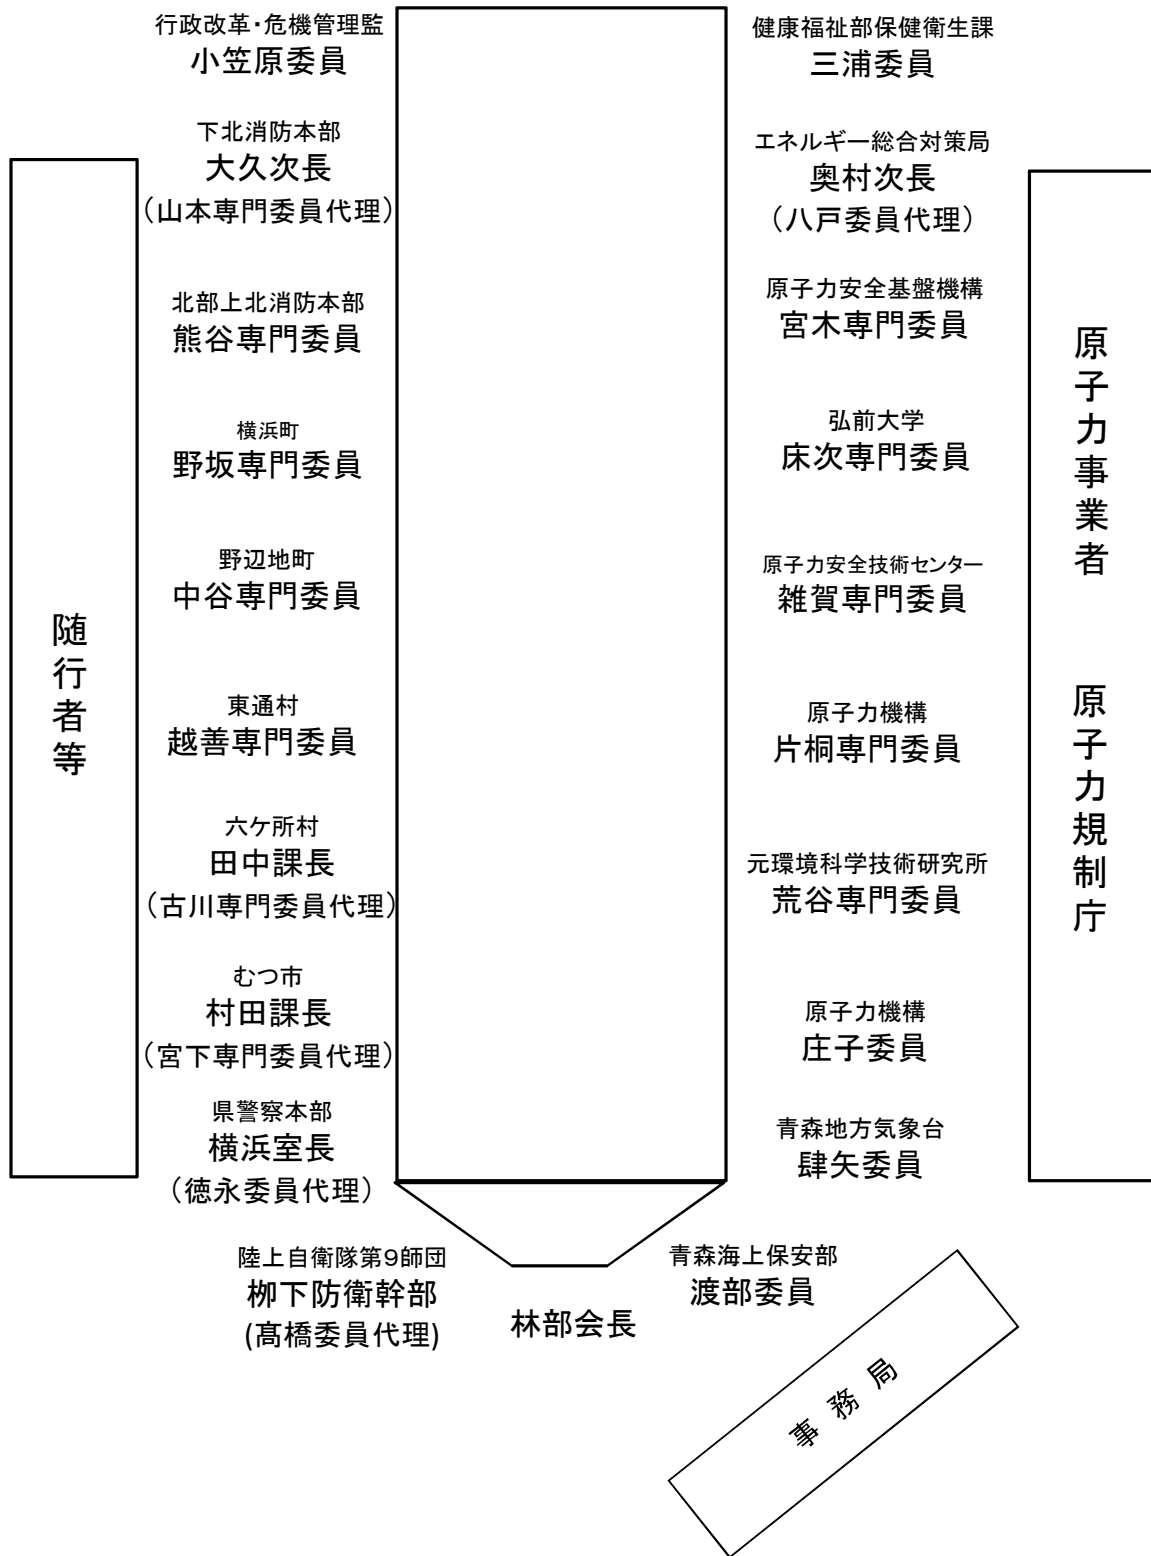 行政改革・危機管理監
小笠原委員
下北消防本部
大久次長
（山本専門委員代理）
北部上北消防本部
熊谷専門委員
横浜町
野坂専門委員
野辺地町
中谷専門委員
東通村
越善専門委員
六ケ所村
田中課長
（古川専門委員代理）
むつ市
村田課長
（宮下専門委員代理）
県警察本部
横浜室長
（徳永委員代理）
陸上自衛隊第9師団
栁下防衛幹部
(髙橋委員代理)
林部会長
青森海上保安部
渡部委員
健康福祉部保健衛生課
三浦委員
エネルギー総合対策局
奥村次長
（八戸委員代理）
原子力安全基盤機構
宮木専門委員
弘前大学
床次専門委員
原子力安全技術センター
雑賀専門委員
原子力機構
片桐専門委員
元環境科学技術研究所
荒谷専門委員
原子力機構
庄子委員
青森地方気象台
肆矢委員
随行者等
原子力事業者　原子力規制庁
事務局